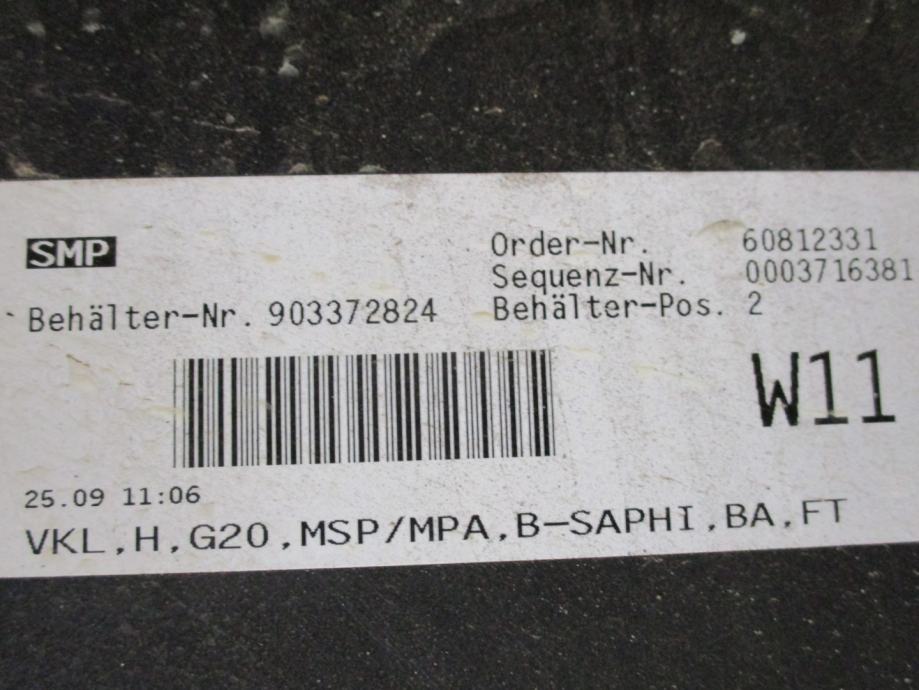 SMP
Order-Nr. 60812331
Sequenz-Nr. 0003716381
Behälter-Nr. 903372824 Behälter-Pos. 2
W11
25.09 11:06
VKL,H,G20,MSP/MPA,B-SAPHI,BA,FT